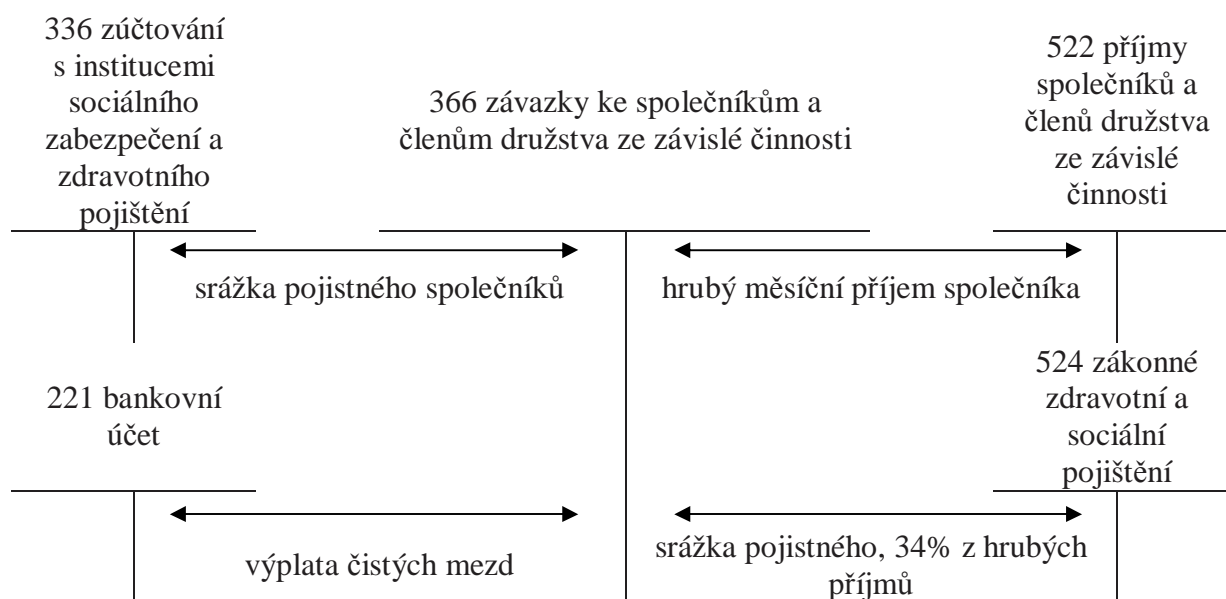 336 zúčtování
s institucemi
sociálního
zabezpečení a
zdravotního
pojištění
366 závazky ke společníkům a
členům družstva ze závislé činnosti
522 příjmy
společníků a
členů družstva
ze závislé
činnosti
srážka pojistného společníků
hrubý měsíční příjem společníka
221 bankovní
účet
524 zákonné
zdravotní a
sociální
pojištění
výplata čistých mezd
srážka pojistného, 34% z hrubých
příjmů